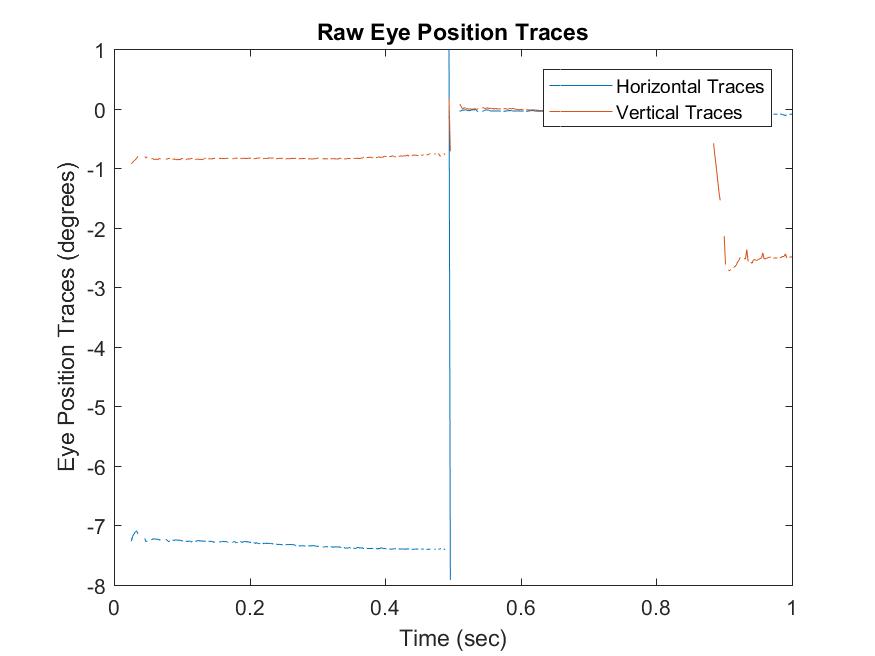 Raw Eye Position Traces
Horizontal Traces
Vertical Traces
Eye Position Traces (degrees)
1
0
-1
-2
-3
-4
-5
-6
-7
-8
0 0.2 0.4 0.6 0.8 1
Time (sec)